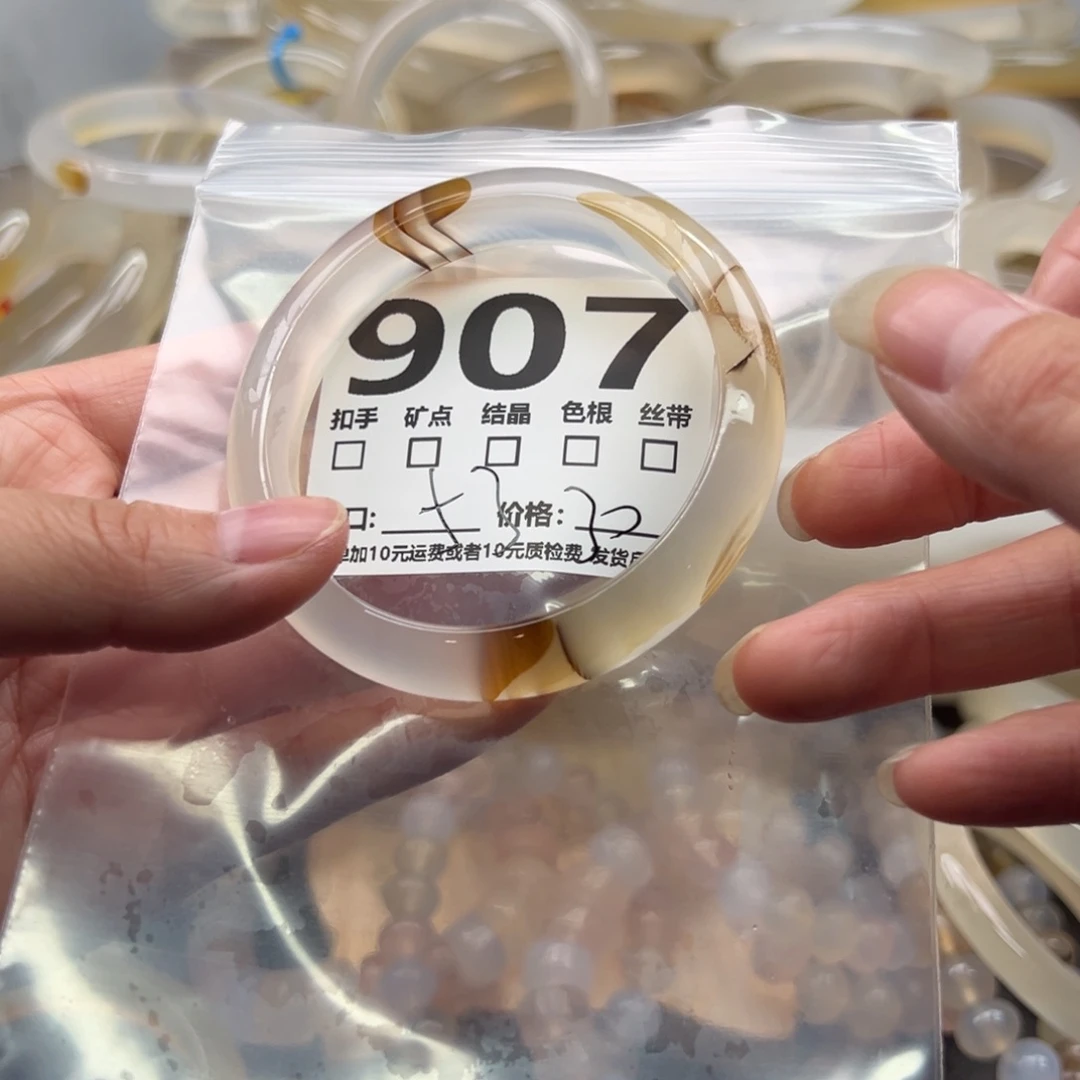 907
扣手 矿点 结晶 色根 丝带
口: 价格:
加10元运费或者10元质检费 发货